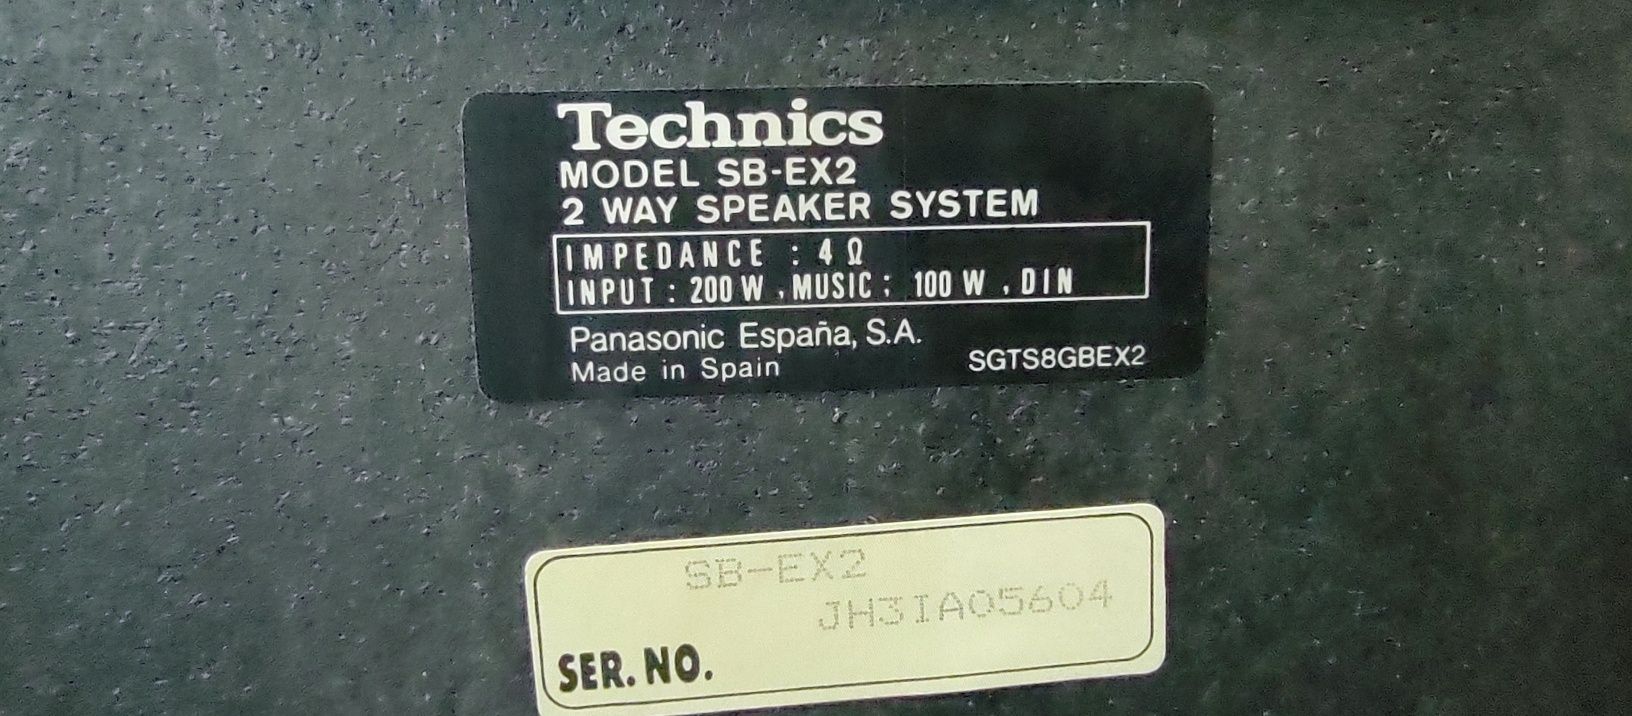 Technics
MODEL SB-EX2
2 WAY SPEAKER SYSTEM
IMPEDANCE : 4 Ω
INPUT : 200 W , MUSIC ; 100 W , DIN
Panasonic España, S.A.
Made in Spain
SGTS8GBEX2
SB-EX2
JH3IA05604
SER. NO.